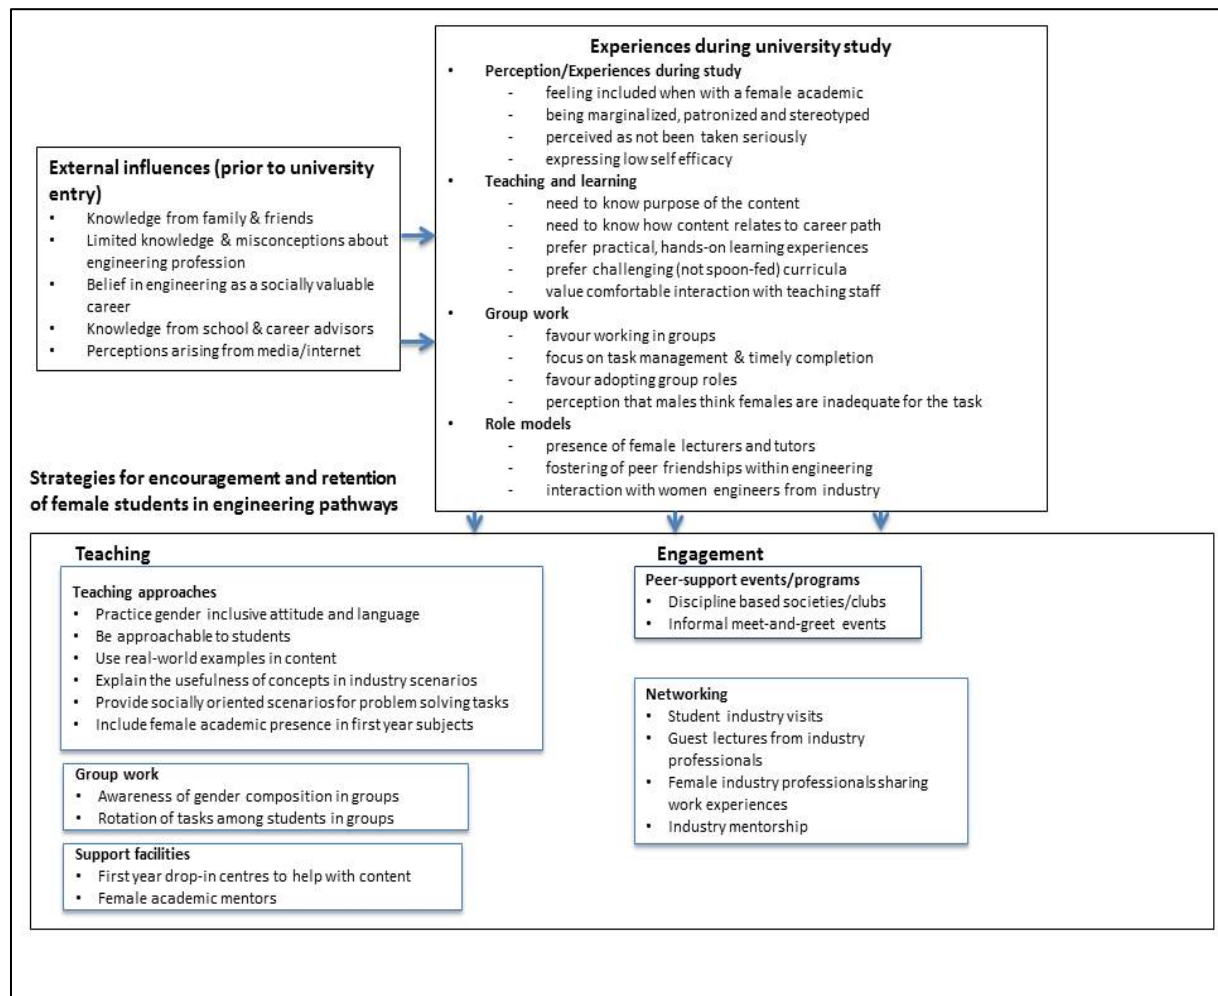 External influences (prior to university
entry)
• Knowledge from family & friends
• Limited knowledge & misconceptions about
engineering profession
• Belief in engineering as a socially valuable
career
• Knowledge from school & career advisors
• Perceptions arising from media/internet
Experiences during university study
• Perception/Experiences during study
- feeling included when with a female academic
- being marginalized, patronized and stereotyped
- perceived as not been taken seriously
- expressing low self efficacy
• Teaching and learning
- need to know purpose of the content
- need to know how content relates to career path
- prefer practical, hands-on learning experiences
- prefer challenging (not spoon-fed) curricula
- value comfortable interaction with teaching staff
• Group work
- favour working in groups
- focus on task management & timely completion
- favour adopting group roles
- perception that males think females are inadequate for the task
• Role models
- presence of female lecturers and tutors
- fostering of peer friendships within engineering
- interaction with women engineers from industry
Strategies for encouragement and retention
of female students in engineering pathways
Teaching
Teaching approaches
• Practice gender inclusive attitude and language
• Be approachable to students
• Use real-world examples in content
• Explain the usefulness of concepts in industry scenarios
• Provide socially oriented scenarios for problem solving tasks
• Include female academic presence in first year subjects
Group work
• Awareness of gender composition in groups
• Rotation of tasks among students in groups
Support facilities
• First year drop-in centres to help with content
• Female academic mentors
Engagement
Peer-support events/programs
• Discipline based societies/clubs
• Informal meet-and-greet events
Networking
• Student industry visits
• Guest lectures from industry
professionals
• Female industry professionals sharing
work experiences
• Industry mentorship